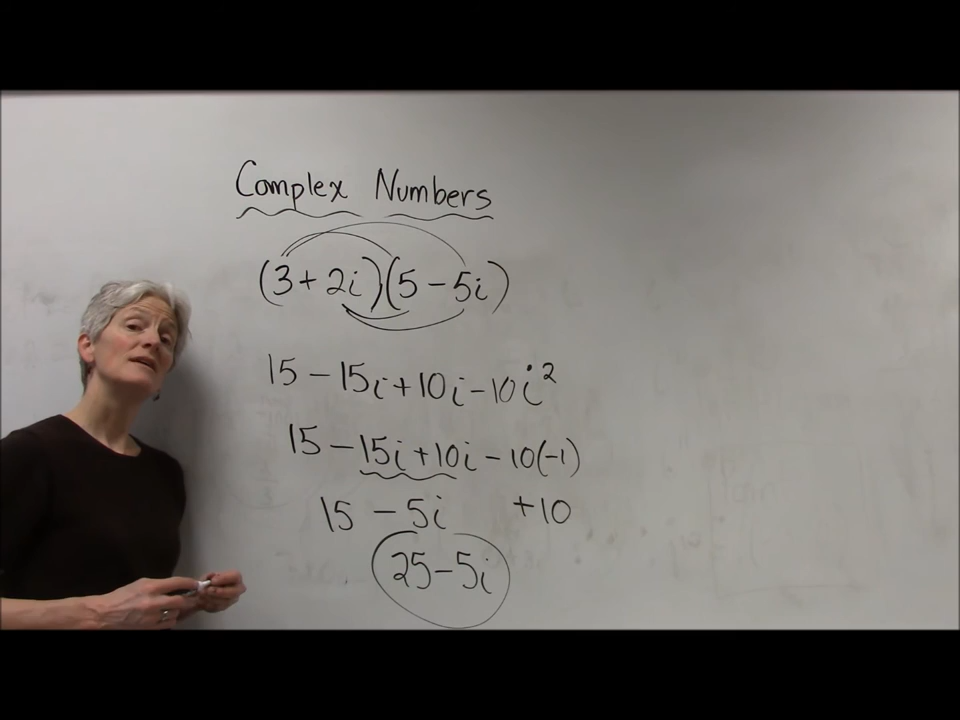 Complex Numbers
(3+2i)(5-5i)
15-15i+10i-10i²
15-15i+10i-10(-1)
15 -5i +10
25-5i